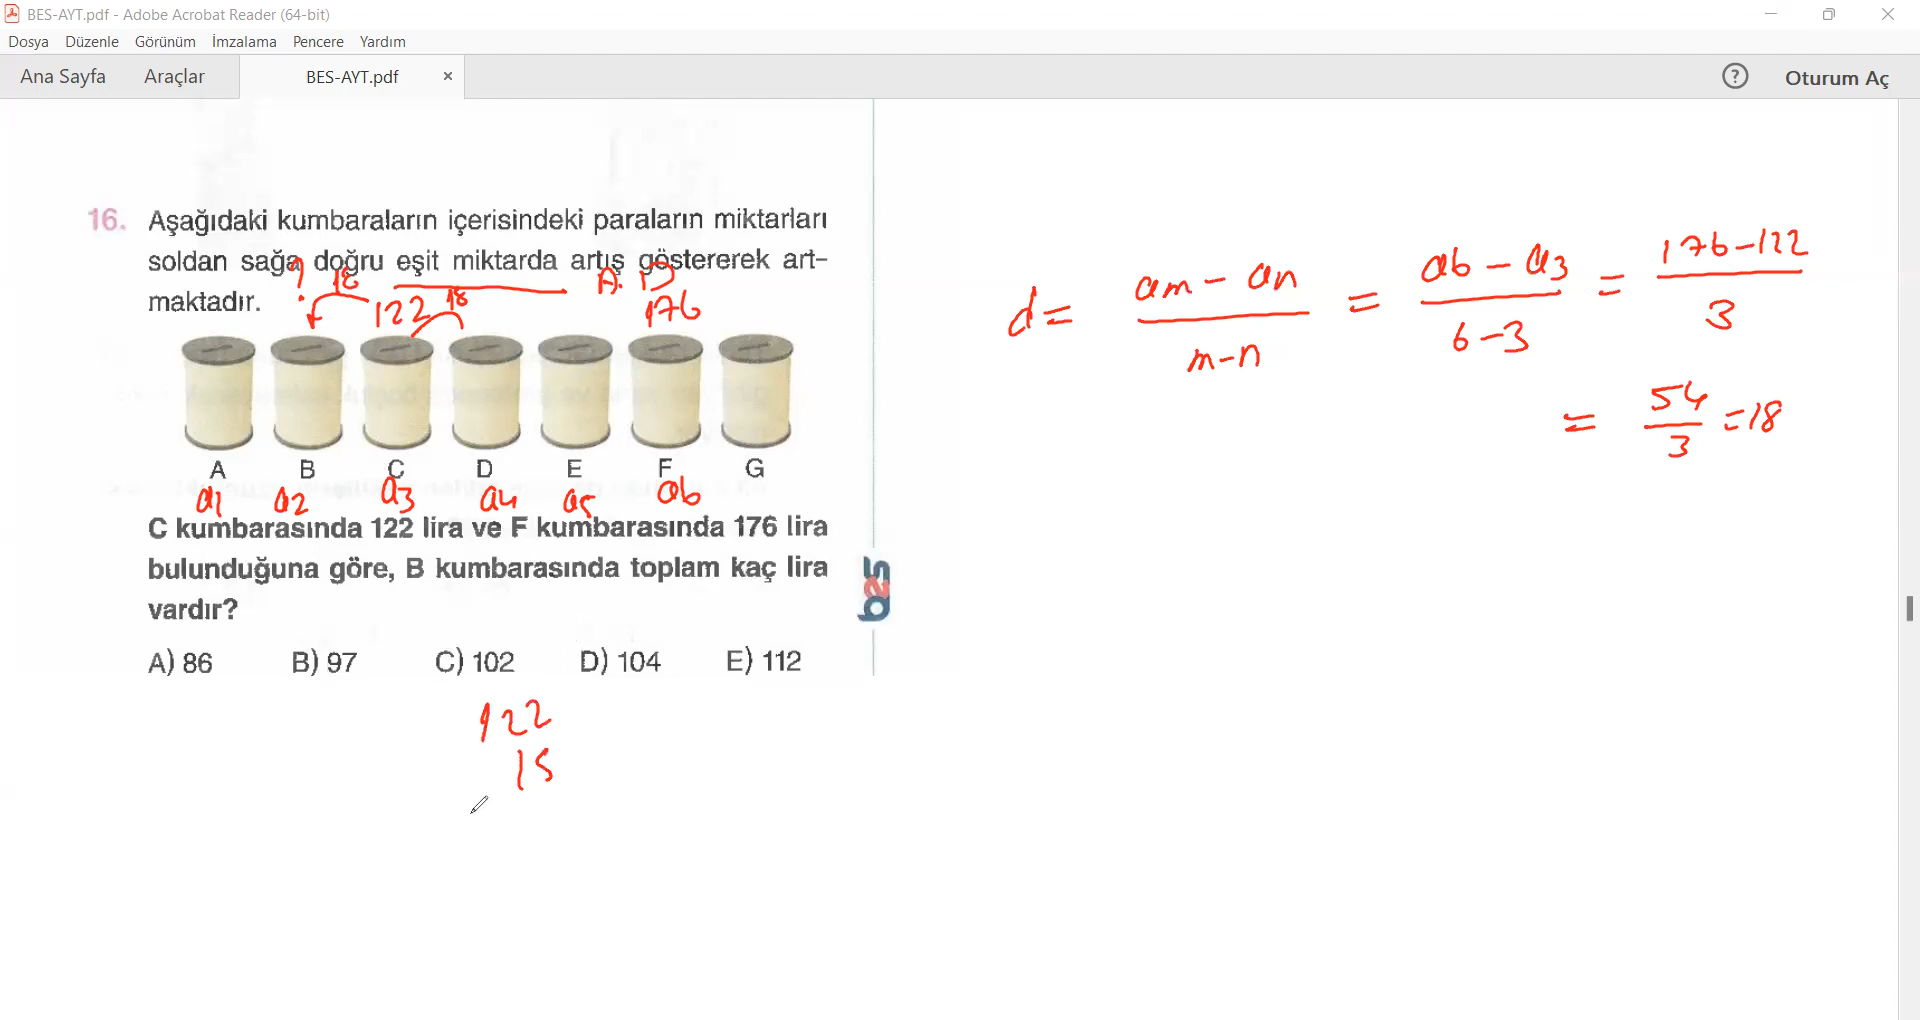 BES-AYT.pdf - Adobe Acrobat Reader (64-bit)
Dosya Düzenle Görünüm İmzalama Pencere Yardım
Ana Sayfa Araçlar BES-AYT.pdf × ? Oturum Aç
16. Aşağıdaki kumbaraların içerisindeki paraların miktarları
soldan sağa doğru eşit miktarda artış göstererek art-
maktadır.
? 18 122 18 A.D 176
A B C D E F G
a1 a2 a3 a4 a5 a6
C kumbarasında 122 lira ve F kumbarasında 176 lira
bulunduğuna göre, B kumbarasında toplam kaç lira
vardır?
A) 86 B) 97 C) 102 D) 104 E) 112
bes
122
15
d = am - an / m-n = a6 - a3 / 6-3 = 176-122 / 3
= 54 / 3 = 18